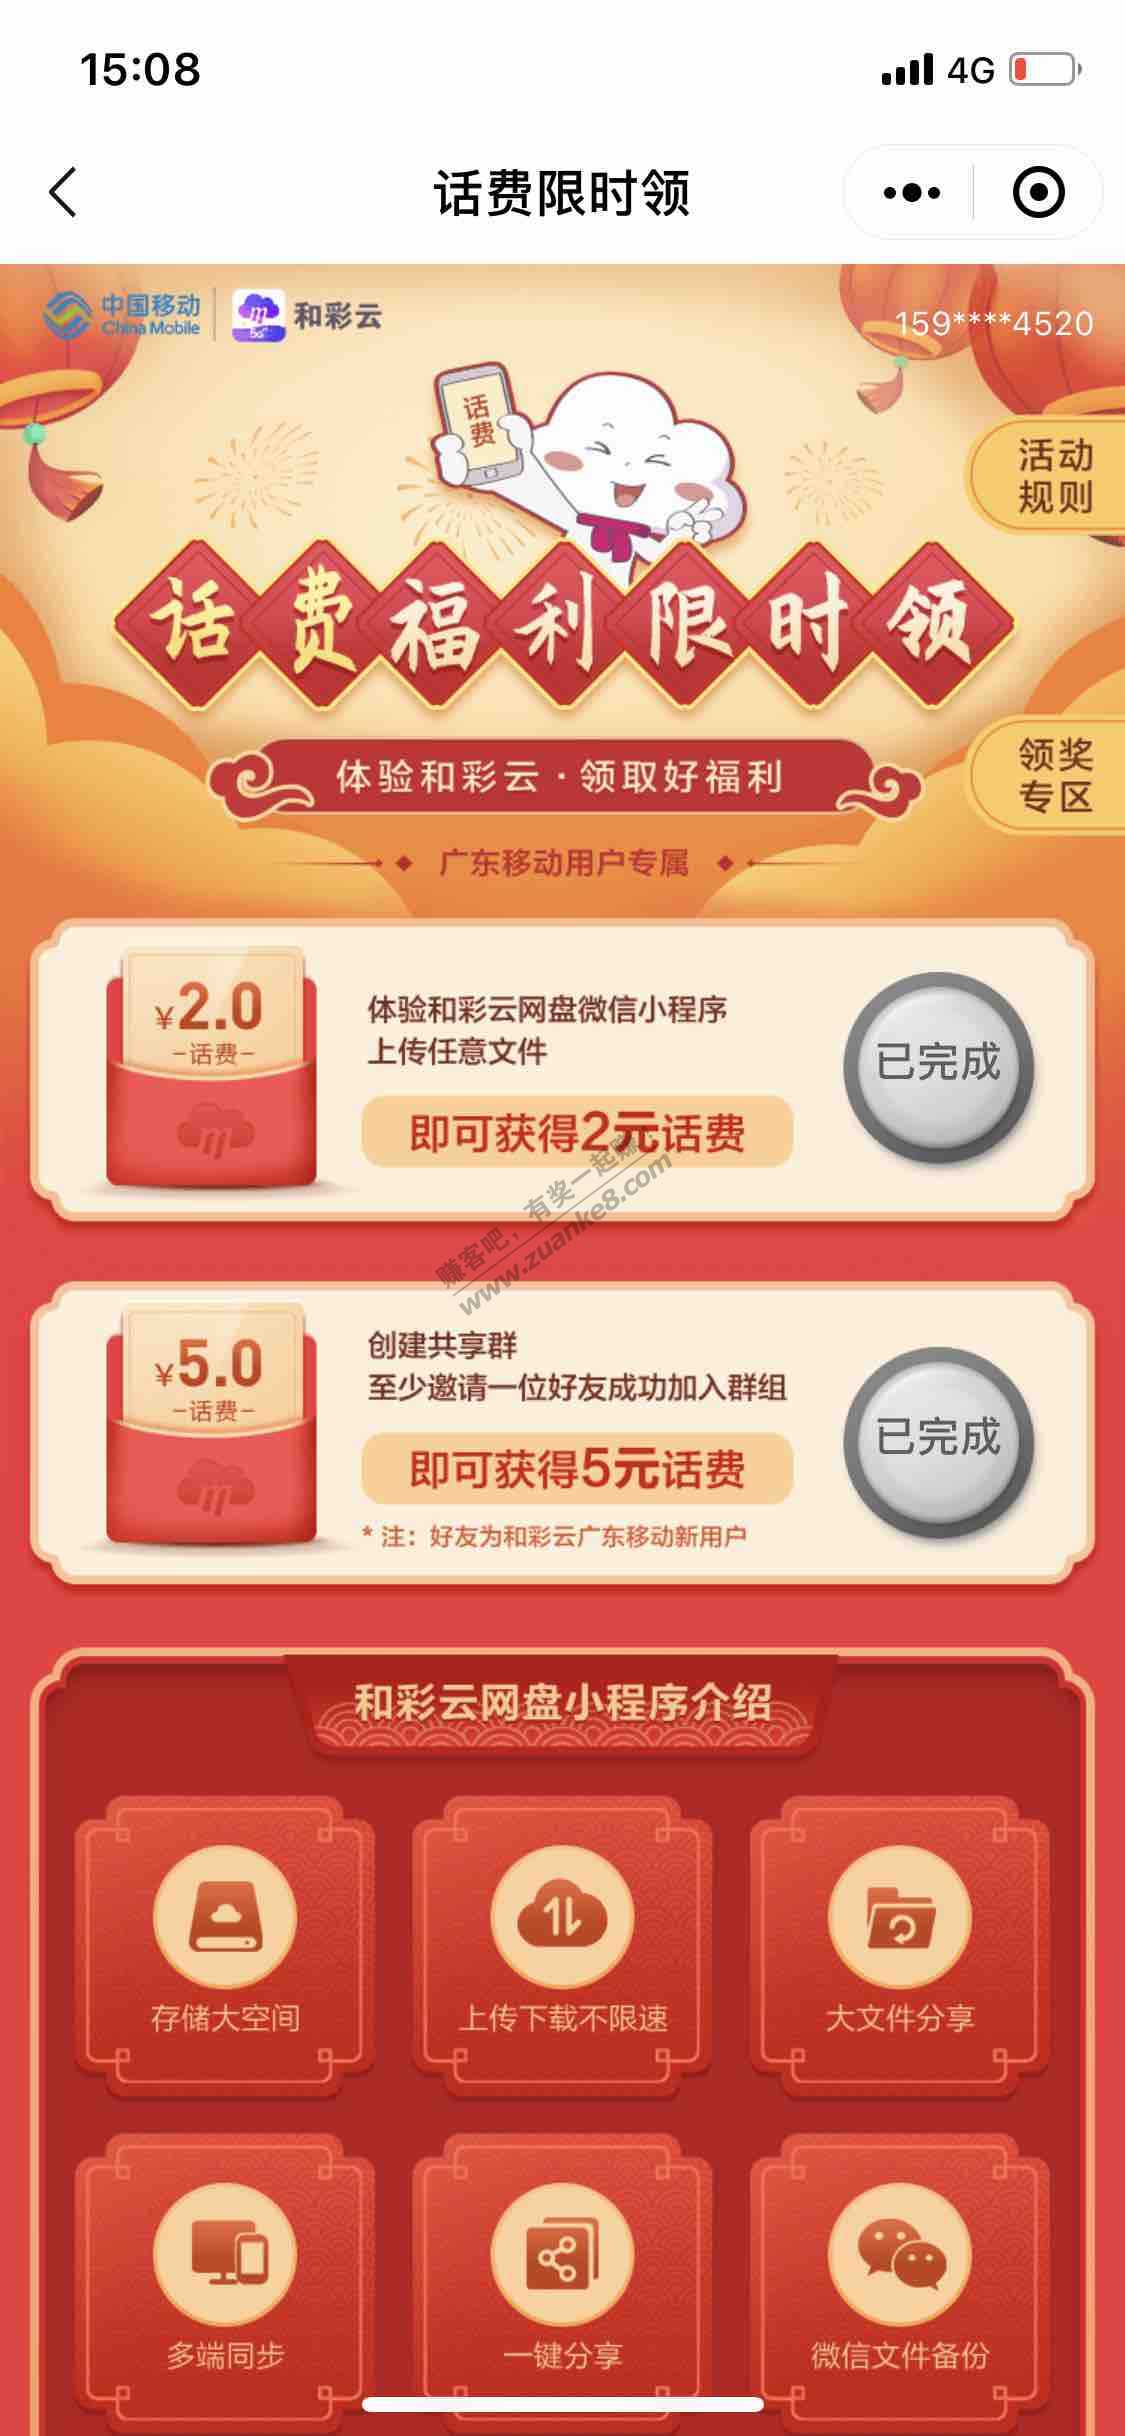 15:08
4G
话费限时领
中国移动
China Mobile
和彩云
159****4520
话费
活动
规则
话费福利限时领
领奖
专区
体验和彩云·领取好福利
广东移动用户专属
¥2.0
-话费-
体验和彩云网盘微信小程序
上传任意文件
即可获得2元话费
已完成
赚客吧，有奖一起赚！
www.zuanke8.com
¥5.0
-话费-
创建共享群
至少邀请一位好友成功加入群组
即可获得5元话费
* 注：好友为和彩云广东移动新用户
已完成
和彩云网盘小程序介绍
存储大空间
上传下载不限速
大文件分享
多端同步
一键分享
微信文件备份